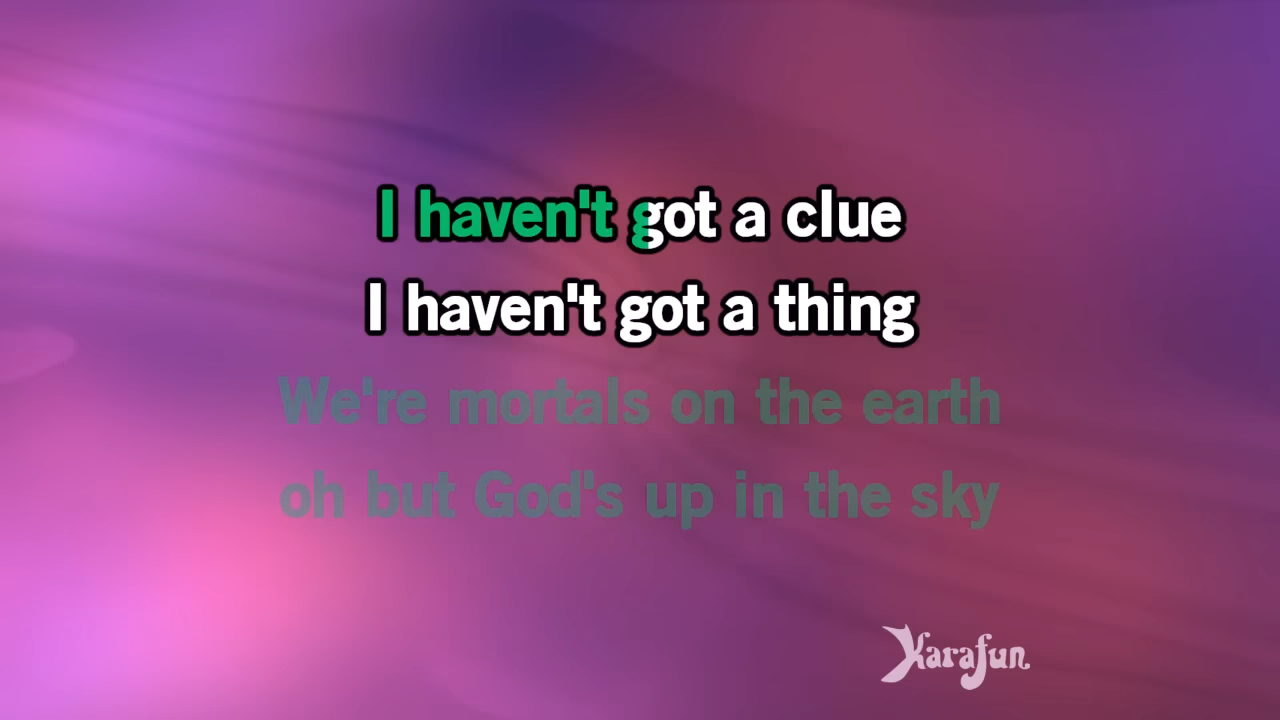 I haven't got a clue
I haven't got a thing
We're mortals on the earth
oh but God's up in the sky
Karafun